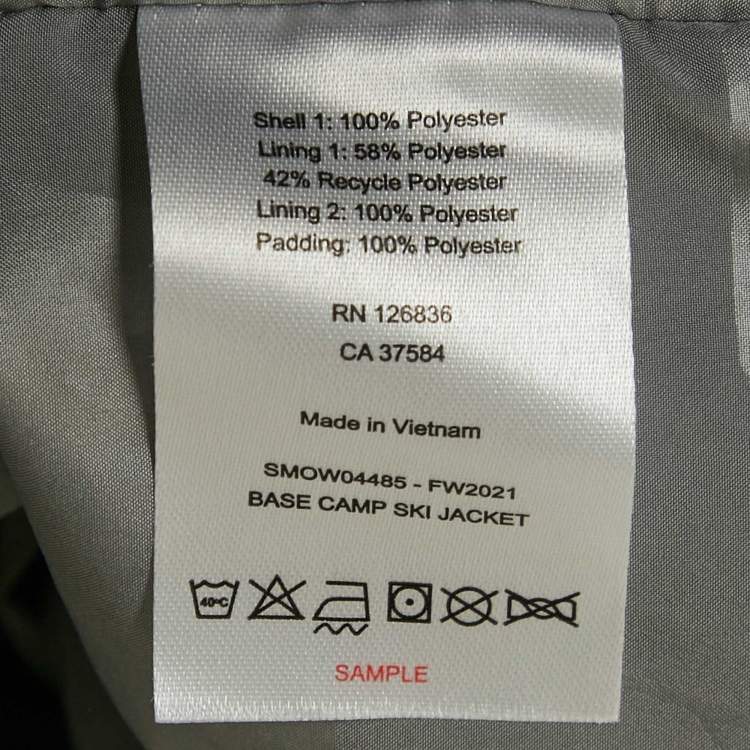 Shell 1: 100% Polyester
Lining 1: 58% Polyester
42% Recycle Polyester
Lining 2: 100% Polyester
Padding: 100% Polyester
RN 126836
CA 37584
Made in Vietnam
SMOW04485 - FW2021
BASE CAMP SKI JACKET
40°C
SAMPLE